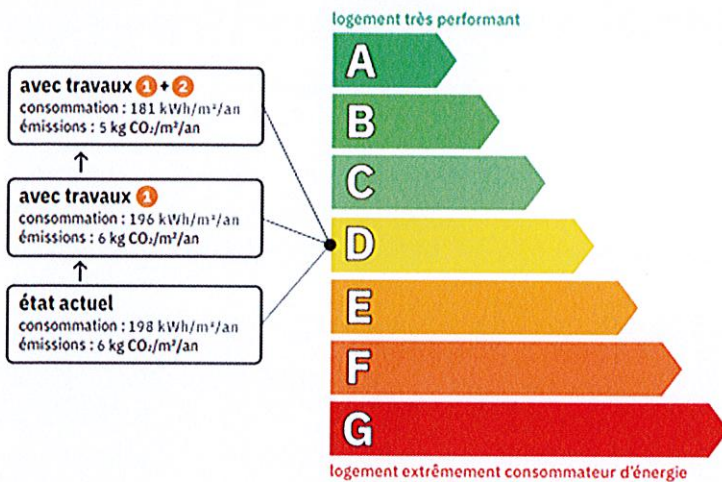 logement très performant
avec travaux 1 + 2
consommation : 181 kWh/m²/an
émissions : 5 kg CO₂/m²/an
avec travaux 1
consommation : 196 kWh/m²/an
émissions : 6 kg CO₂/m²/an
état actuel
consommation : 198 kWh/m²/an
émissions : 6 kg CO₂/m²/an
A
B
C
D
E
F
G
logement extrêmement consommateur d'énergie